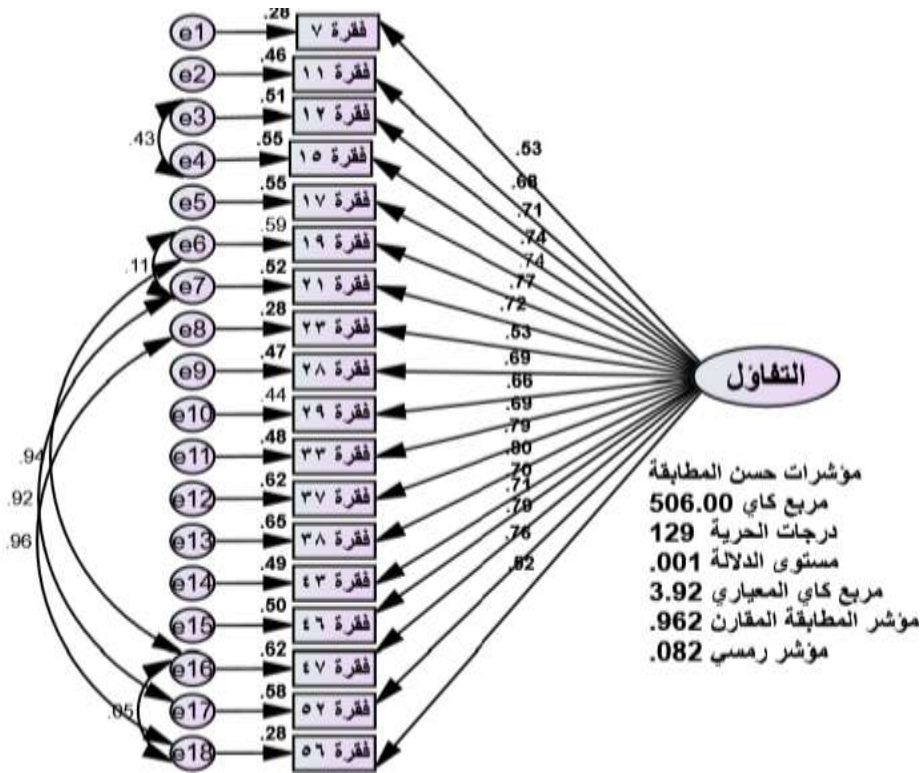 e1 .28 فقرة ٧
e2 .46 فقرة ١١
e3 .51 فقرة ١٢
e4 .55 فقرة ١٥
e5 .55 فقرة ١٧
e6 .59 فقرة ١٩
e7 .52 فقرة ٢١
e8 .28 فقرة ٢٣
e9 .47 فقرة ٢٨
e10 .44 فقرة ٢٩
e11 .48 فقرة ٣٣
e12 .62 فقرة ٣٧
e13 .65 فقرة ٣٨
e14 .49 فقرة ٤٣
e15 .50 فقرة ٤٦
e16 .62 فقرة ٤٧
e17 .58 فقرة ٥٢
e18 .28 فقرة ٥٦
.43
.11
.94
.92
.96
.05
.53
.68
.71
.74
.74
.77
.72
.53
.69
.66
.69
.79
.80
.70
.71
.79
.76
.52
التفاؤل
مؤشرات حسن المطابقة
مربع كاي 506.00
درجات الحرية 129
مستوى الدلالة .001
مربع كاي المعياري 3.92
مؤشر المطابقة المقارن .962
مؤشر رمسي .082